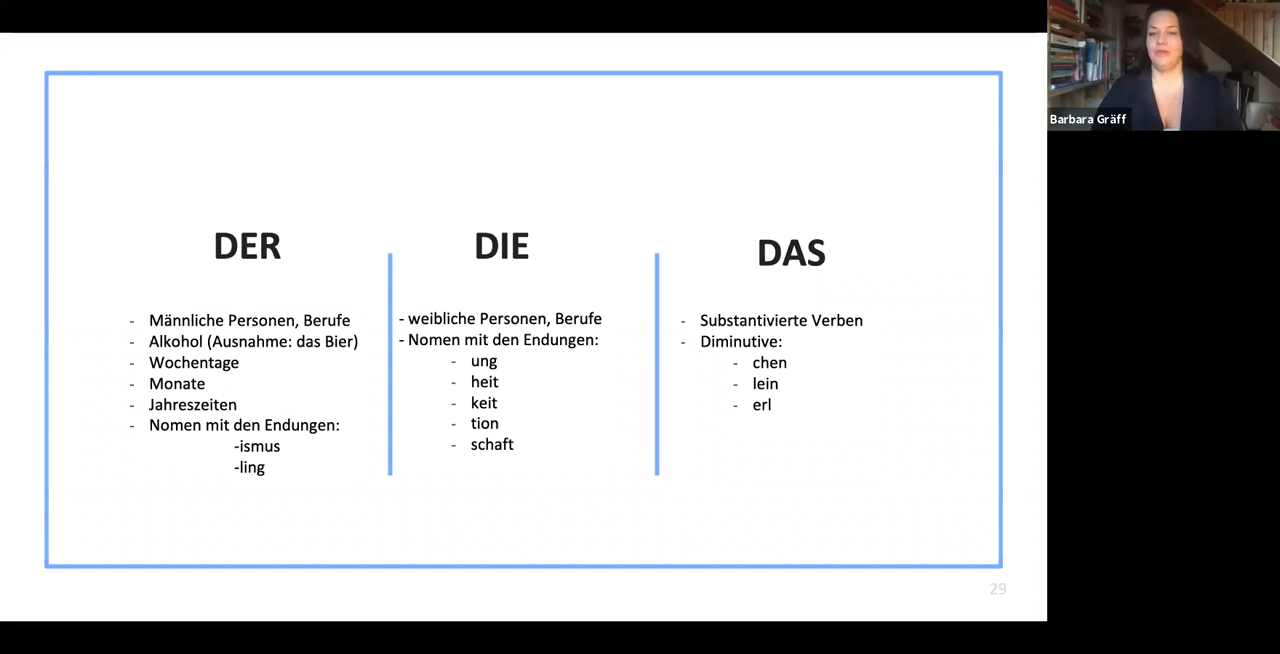 DER
- Männliche Personen, Berufe
- Alkohol (Ausnahme: das Bier)
- Wochentage
- Monate
- Jahreszeiten
- Nomen mit den Endungen:
-ismus
-ling
DIE
- weibliche Personen, Berufe
- Nomen mit den Endungen:
- ung
- heit
- keit
- tion
- schaft
DAS
- Substantivierte Verben
- Diminutive:
- chen
- lein
- erl
29
Barbara Gräff